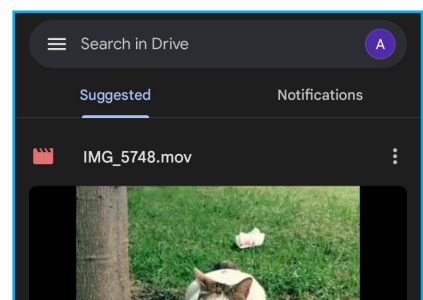 Search in Drive
A
Suggested
Notifications
IMG_5748.mov